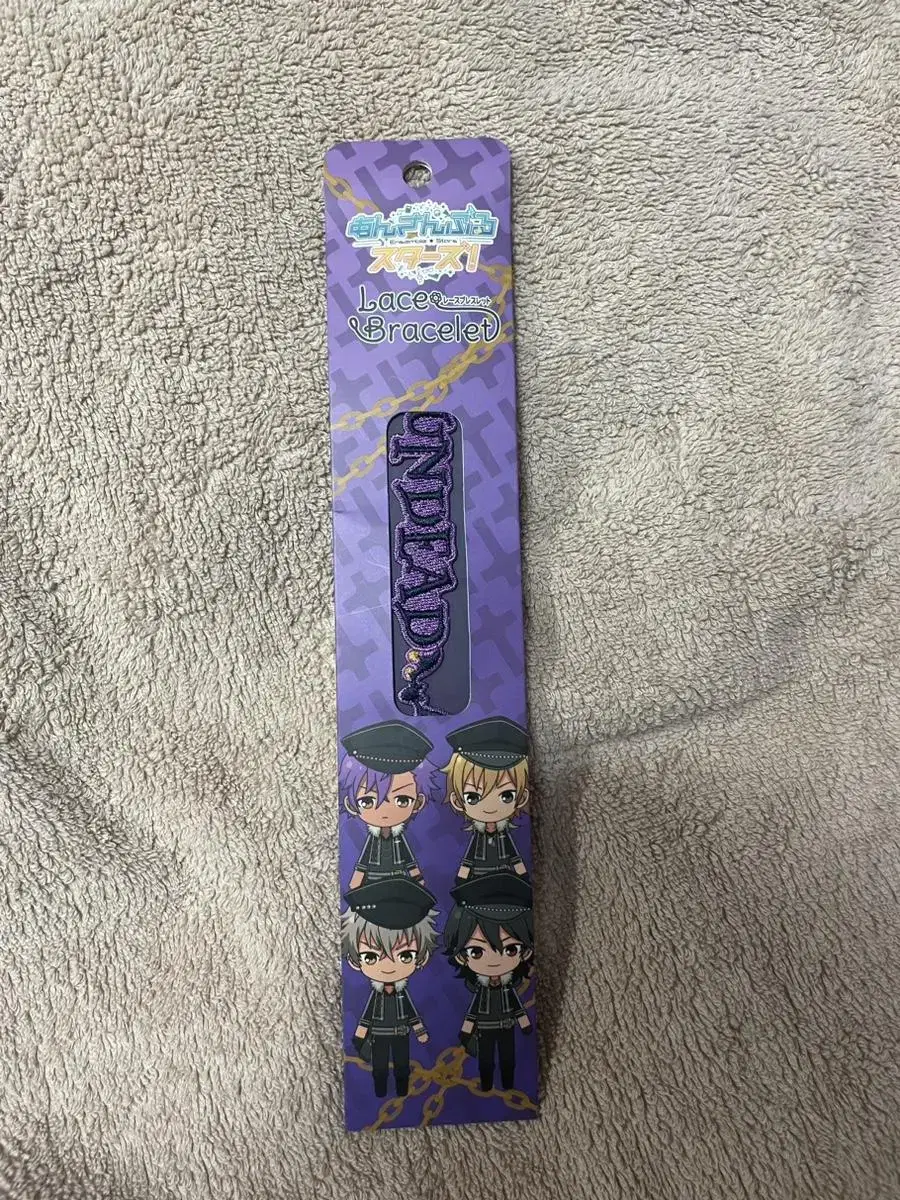 あんさんぶる
Ensemble ★ Stars
スターズ!
Lace レースブレスレット
Bracelet
UNDEAD